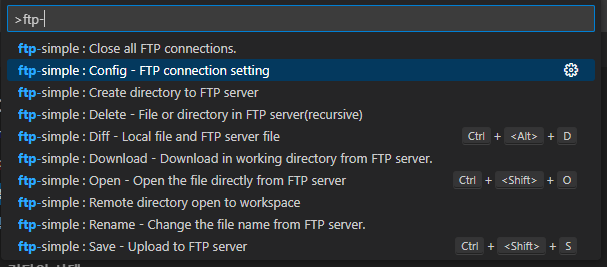 >ftp-
ftp-simple : Close all FTP connections.
ftp-simple : Config - FTP connection setting
ftp-simple : Create directory to FTP server
ftp-simple : Delete - File or directory in FTP server(recursive)
ftp-simple : Diff - Local file and FTP server file Ctrl + <Alt> + D
ftp-simple : Download - Download in working directory from FTP server.
ftp-simple : Open - Open the file directly from FTP server Ctrl + <Shift> + O
ftp-simple : Remote directory open to workspace
ftp-simple : Rename - Change the file name from FTP server.
ftp-simple : Save - Upload to FTP server Ctrl + <Shift> + S